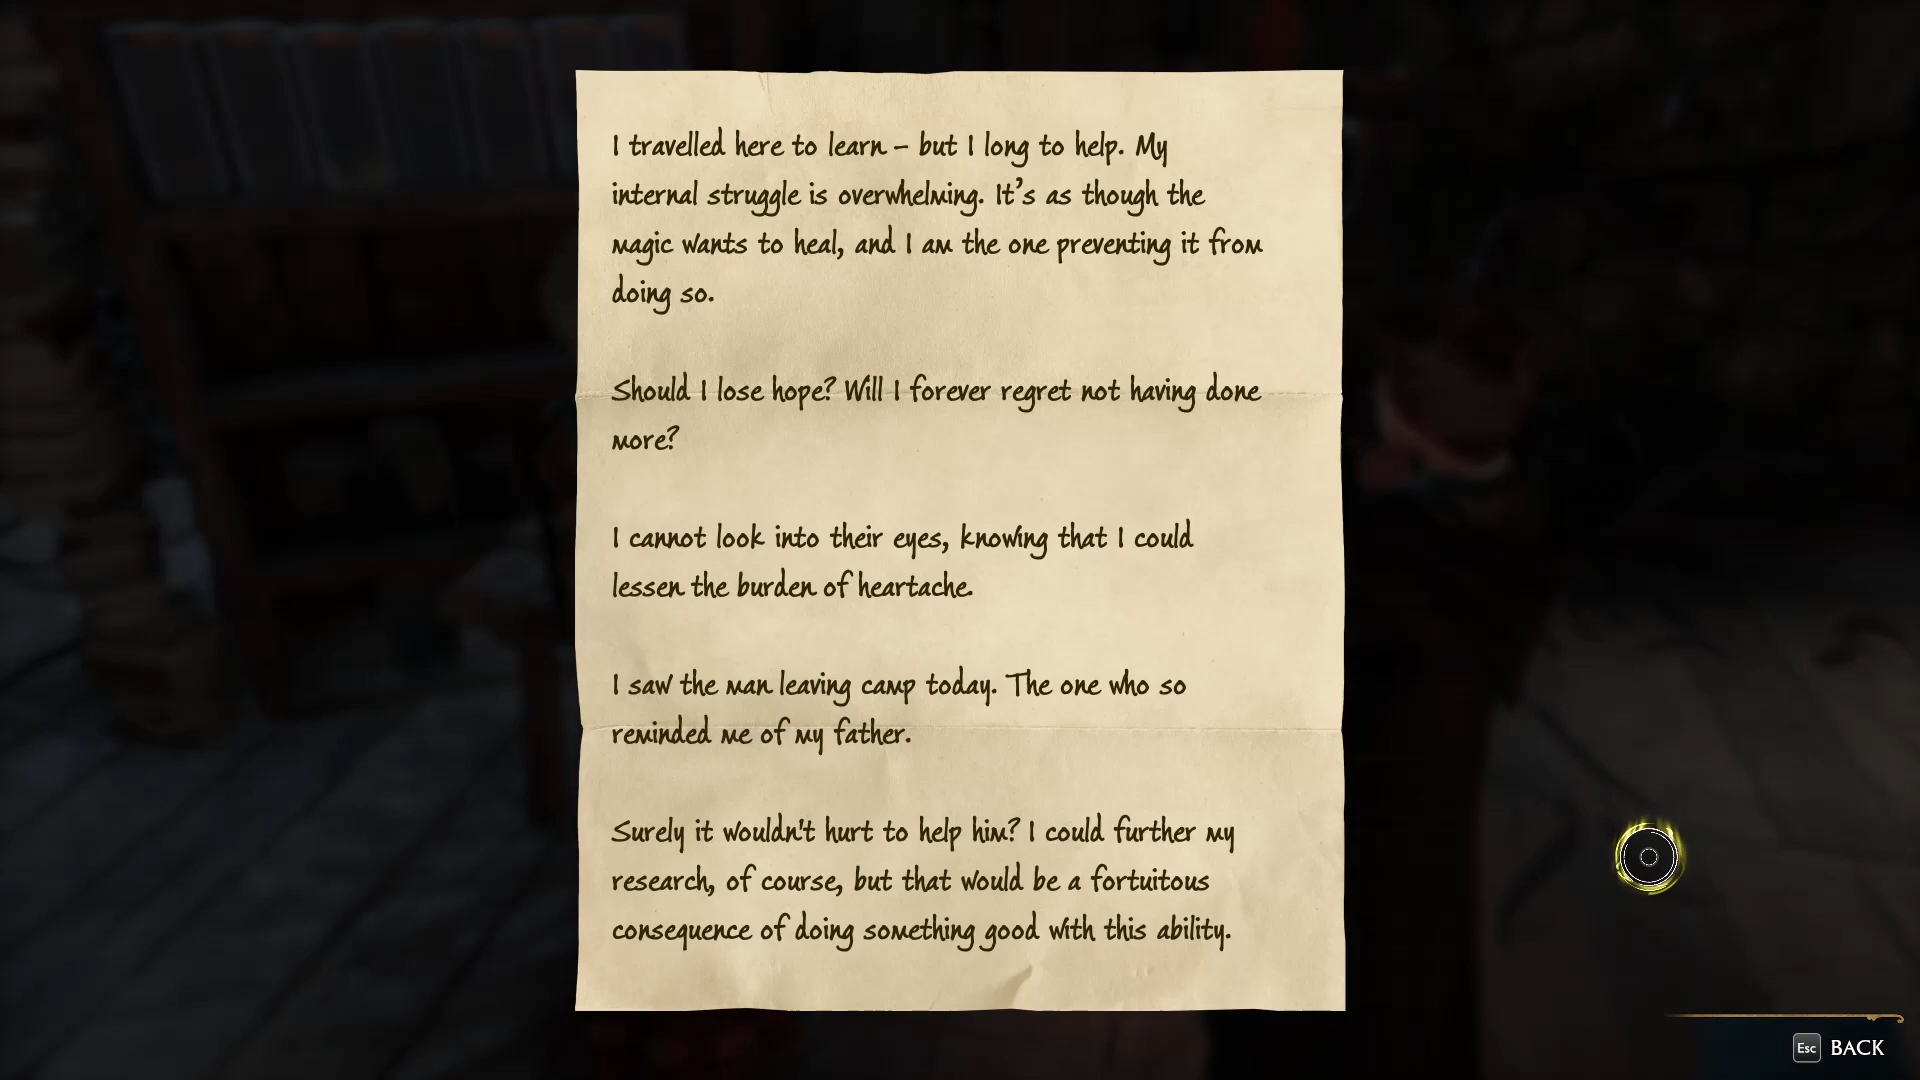 I travelled here to learn – but I long to help. My
internal struggle is overwhelming. It's as though the
magic wants to heal, and I am the one preventing it from
doing so.
Should I lose hope? Will I forever regret not having done
more?
I cannot look into their eyes, knowing that I could
lessen the burden of heartache.
I saw the man leaving camp today. The one who so
reminded me of my father.
Surely it wouldn't hurt to help him? I could further my
research, of course, but that would be a fortuitous
consequence of doing something good with this ability.
Esc BACK